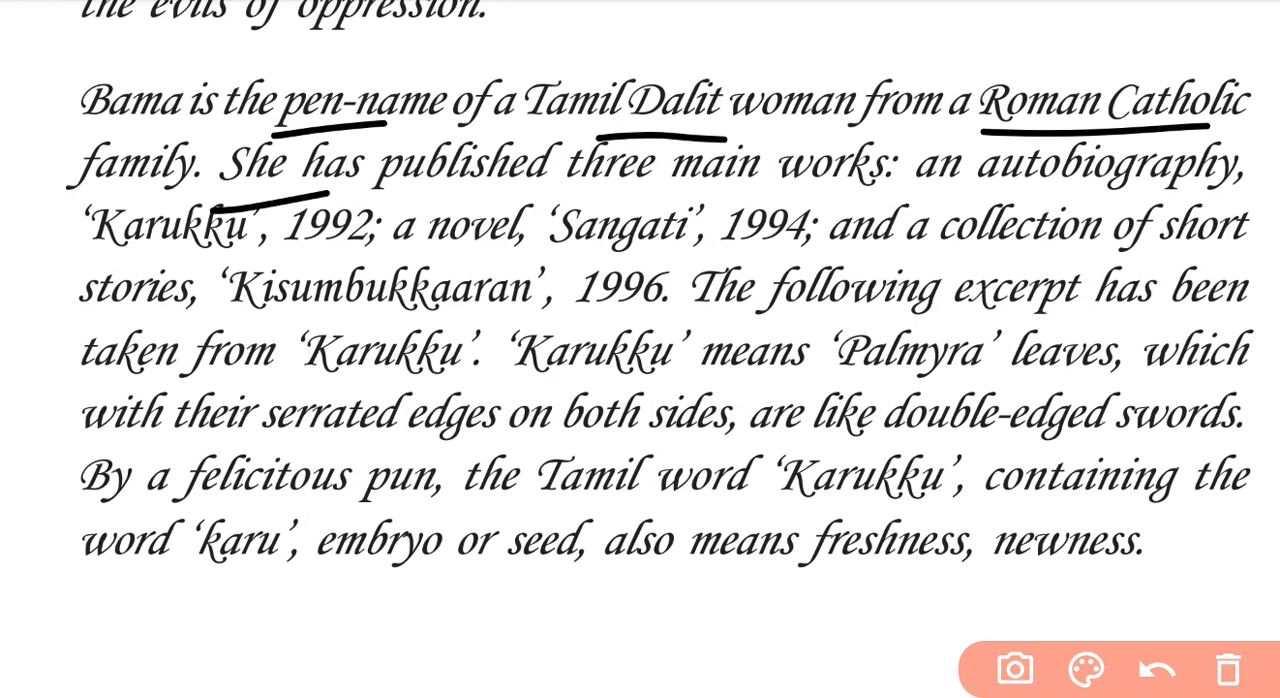 the evils of oppression.
Bama is the pen-name of a Tamil Dalit woman from a Roman Catholic
family. She has published three main works: an autobiography,
‘Karukku’, 1992; a novel, ‘Sangati’, 1994; and a collection of short
stories, ‘Kisumbukkaaran’, 1996. The following excerpt has been
taken from ‘Karukku’. ‘Karukku’ means ‘Palmyra’ leaves, which
with their serrated edges on both sides, are like double-edged swords.
By a felicitous pun, the Tamil word ‘Karukku’, containing the
word ‘karu’, embryo or seed, also means freshness, newness.